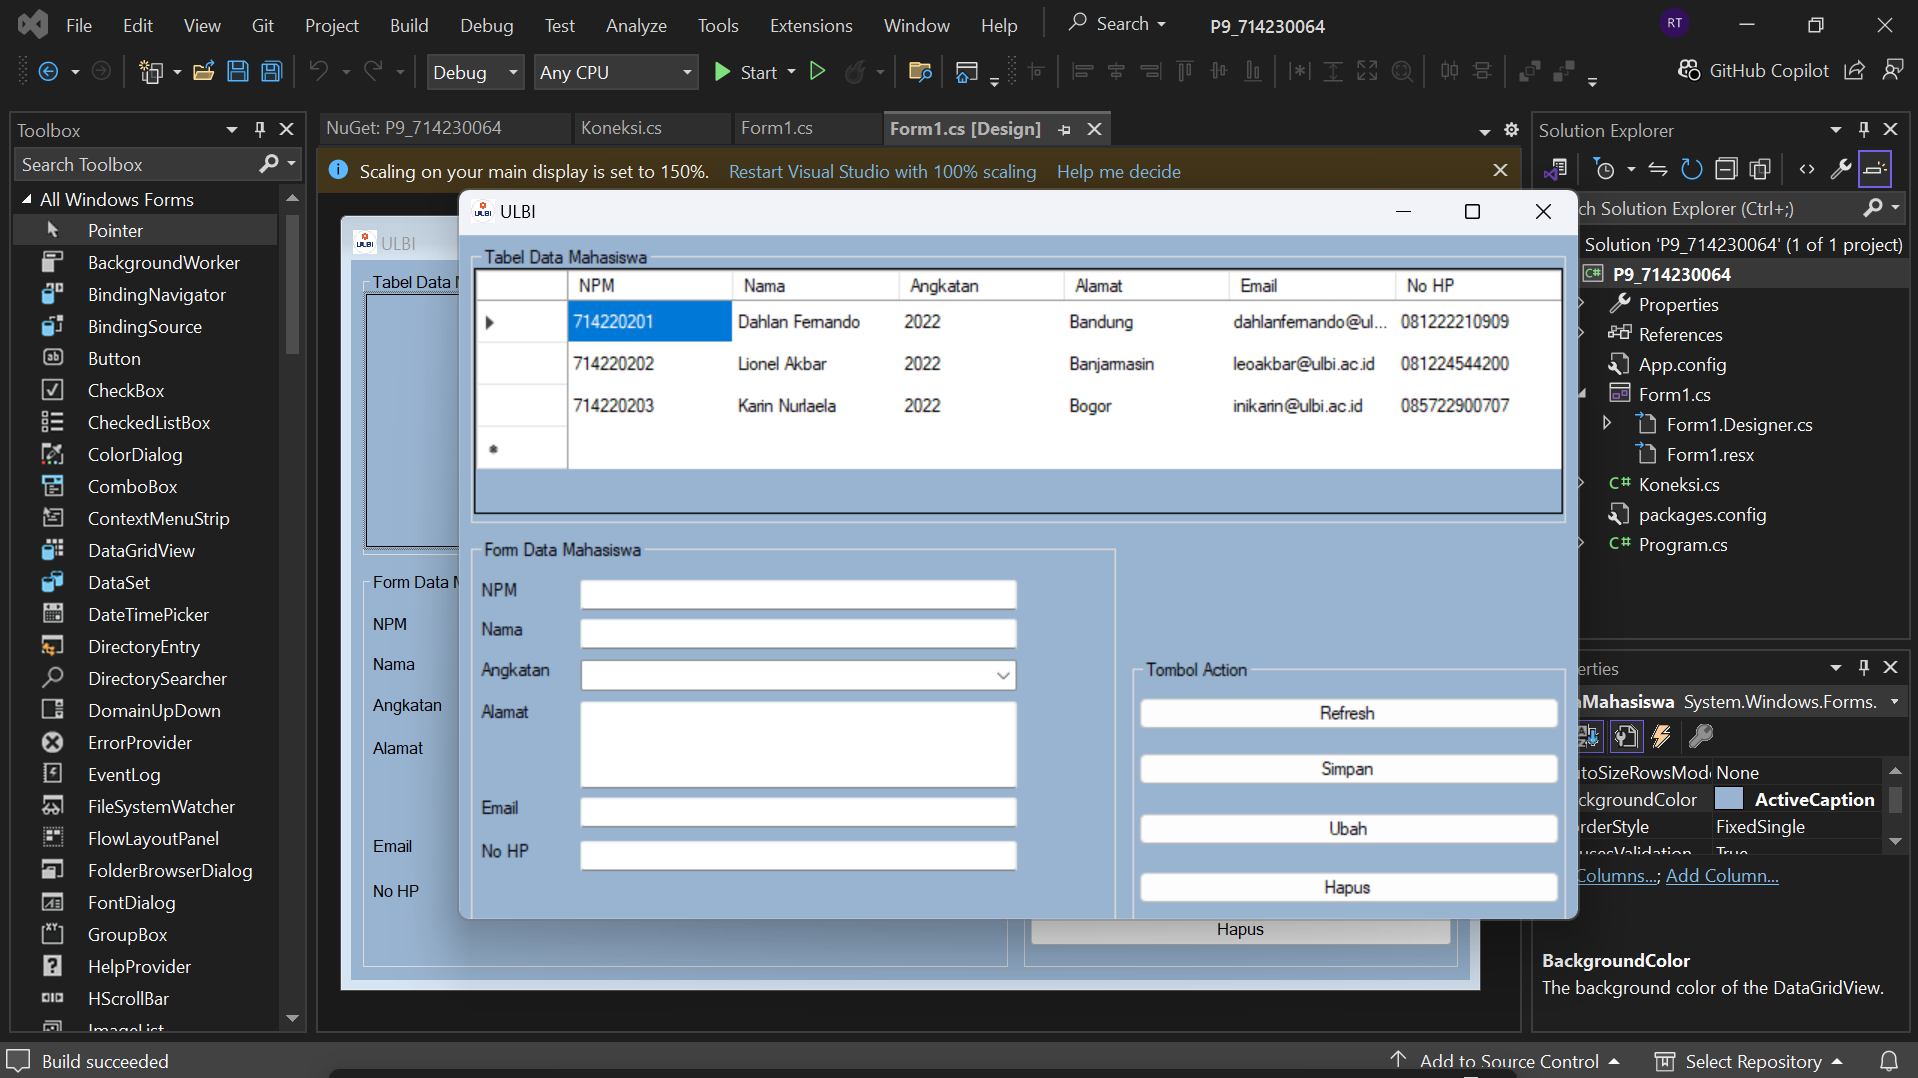 File Edit View Git Project Build Debug Test Analyze Tools Extensions Window Help Search P9_714230064 RT
Debug Any CPU Start GitHub Copilot
Toolbox
Search Toolbox
All Windows Forms
Pointer
BackgroundWorker
BindingNavigator
BindingSource
Button
CheckBox
CheckedListBox
ColorDialog
ComboBox
ContextMenuStrip
DataGridView
DataSet
DateTimePicker
DirectoryEntry
DirectorySearcher
DomainUpDown
ErrorProvider
EventLog
FileSystemWatcher
FlowLayoutPanel
FolderBrowserDialog
FontDialog
GroupBox
HelpProvider
HScrollBar
ImageList
NuGet: P9_714230064 Koneksi.cs Form1.cs Form1.cs [Design]
Scaling on your main display is set to 150%. Restart Visual Studio with 100% scaling Help me decide
ULBI
Tabel Data
Form Data
NPM
Nama
Angkatan
Alamat
Email
No HP
Hapus
ULBI
Tabel Data Mahasiswa
NPM Nama Angkatan Alamat Email No HP
714220201 Dahlan Fernando 2022 Bandung dahlanfernando@ul... 081222210909
714220202 Lionel Akbar 2022 Banjarmasin leoakbar@ulbi.ac.id 081224544200
714220203 Karin Nurlaela 2022 Bogor inikarin@ulbi.ac.id 085722900707
Form Data Mahasiswa
NPM
Nama
Angkatan
Alamat
Email
No HP
Tombol Action
Refresh
Simpan
Ubah
Hapus
Solution Explorer
ch Solution Explorer (Ctrl+;)
Solution 'P9_714230064' (1 of 1 project)
P9_714230064
Properties
References
App.config
Form1.cs
Form1.Designer.cs
Form1.resx
Koneksi.cs
packages.config
Program.cs
erties
Mahasiswa System.Windows.Forms.
utoSizeRowsMode None
ckgroundColor ActiveCaption
rderStyle FixedSingle
usesValidation True
Columns...; Add Column...
BackgroundColor
The background color of the DataGridView.
Build succeeded
Add to Source Control Select Repository